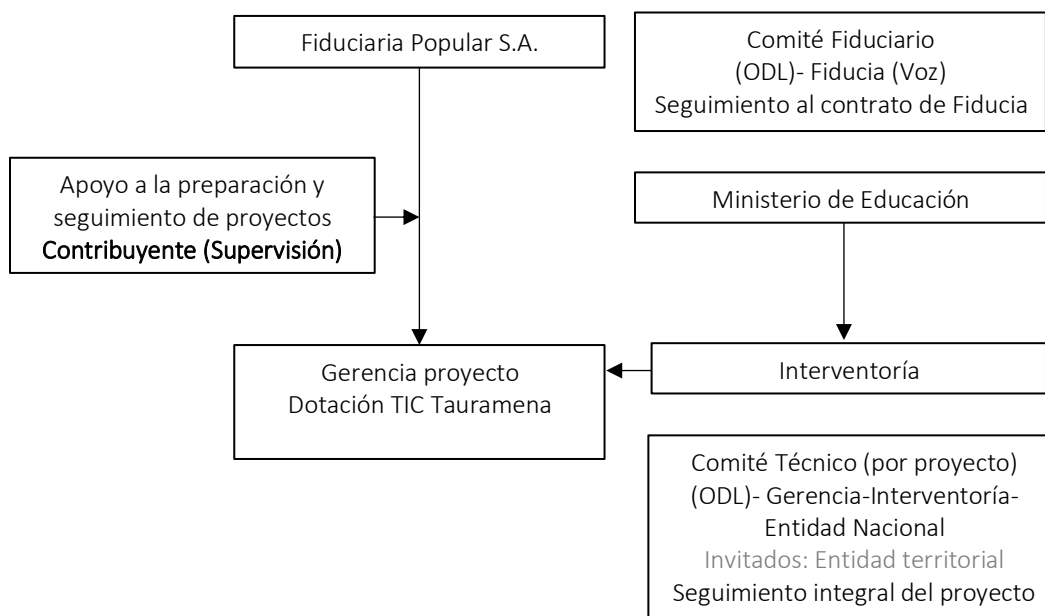 Fiduciaria Popular S.A.
Comité Fiduciario
(ODL)- Fiducia (Voz)
Seguimiento al contrato de Fiducia
Apoyo a la preparación y
seguimiento de proyectos
Contribuyente (Supervisión)
Ministerio de Educación
Gerencia proyecto
Dotación TIC Tauramena
Interventoría
Comité Técnico (por proyecto)
(ODL)- Gerencia-Interventoría-
Entidad Nacional
Invitados: Entidad territorial
Seguimiento integral del proyecto